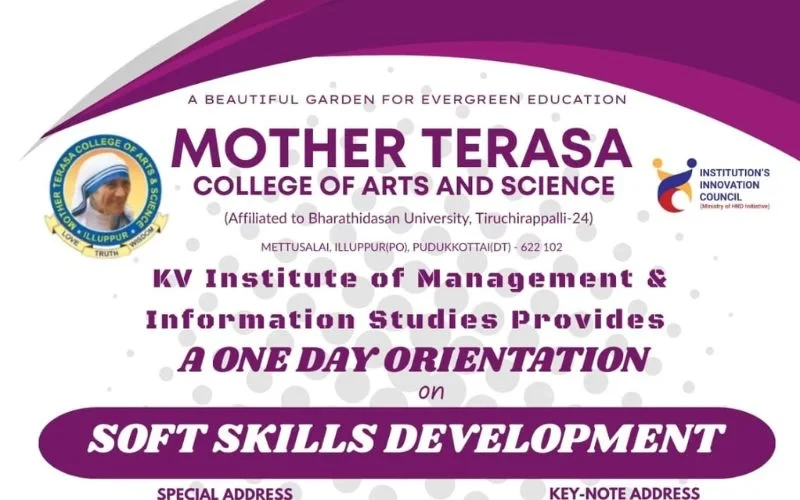 A BEAUTIFUL GARDEN FOR EVERGREEN EDUCATION
MOTHER TERASA
COLLEGE OF ARTS AND SCIENCE
(Affiliated to Bharathidasan University, Tiruchirappalli-24)
METTUSALAI, ILLUPPUR(PO), PUDUKKOTTAI(DT) - 622 102
MOTHER TERASA COLLEGE OF ARTS & SCIENCE
ILLUPPUR
LOVE TRUTH WISDOM
INSTITUTION'S
INNOVATION
COUNCIL
(Ministry of HRD Initiative)
KV Institute of Management &
Information Studies Provides
A ONE DAY ORIENTATION
on
SOFT SKILLS DEVELOPMENT
SPECIAL ADDRESS
KEY-NOTE ADDRESS